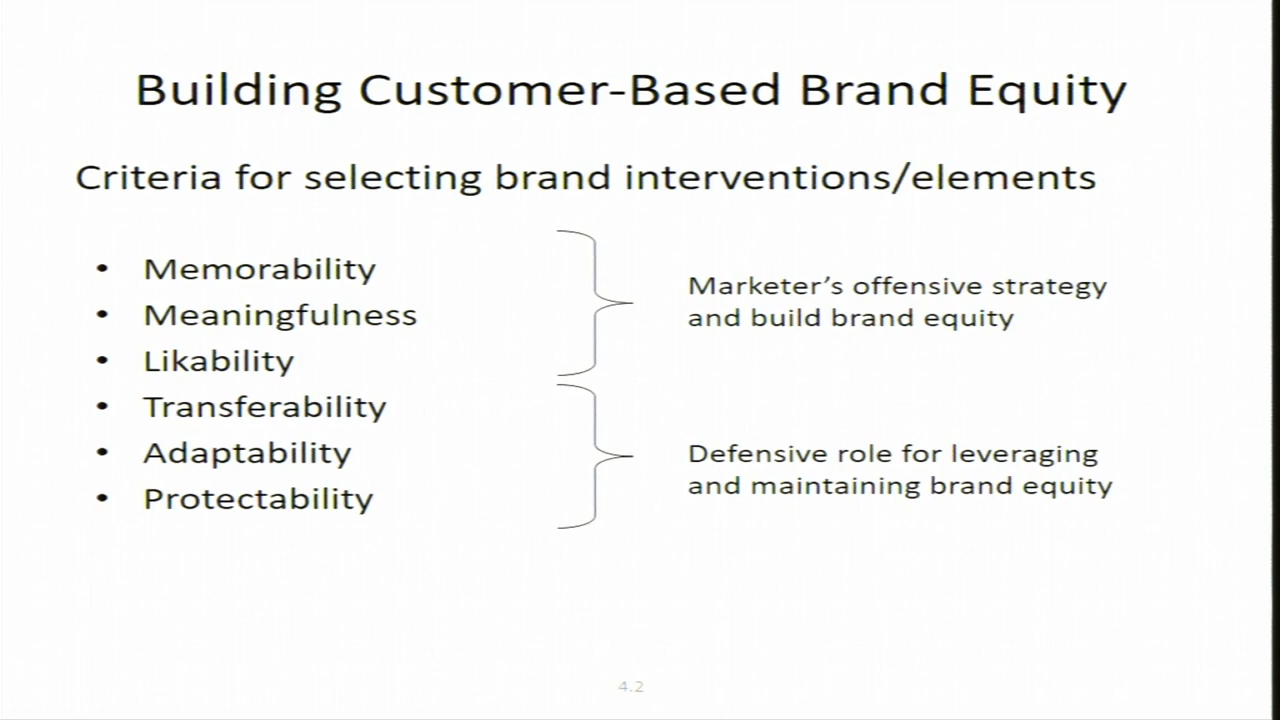 Building Customer-Based Brand Equity
Criteria for selecting brand interventions/elements
• Memorability
• Meaningfulness
• Likability
• Transferability
• Adaptability
• Protectability
Marketer’s offensive strategy
and build brand equity
Defensive role for leveraging
and maintaining brand equity
4.2